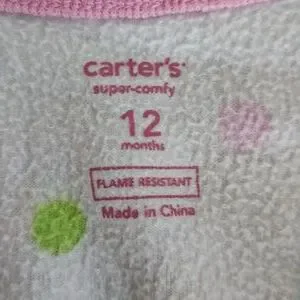 carter's
super-comfy
12
months
FLAME RESISTANT
Made in China